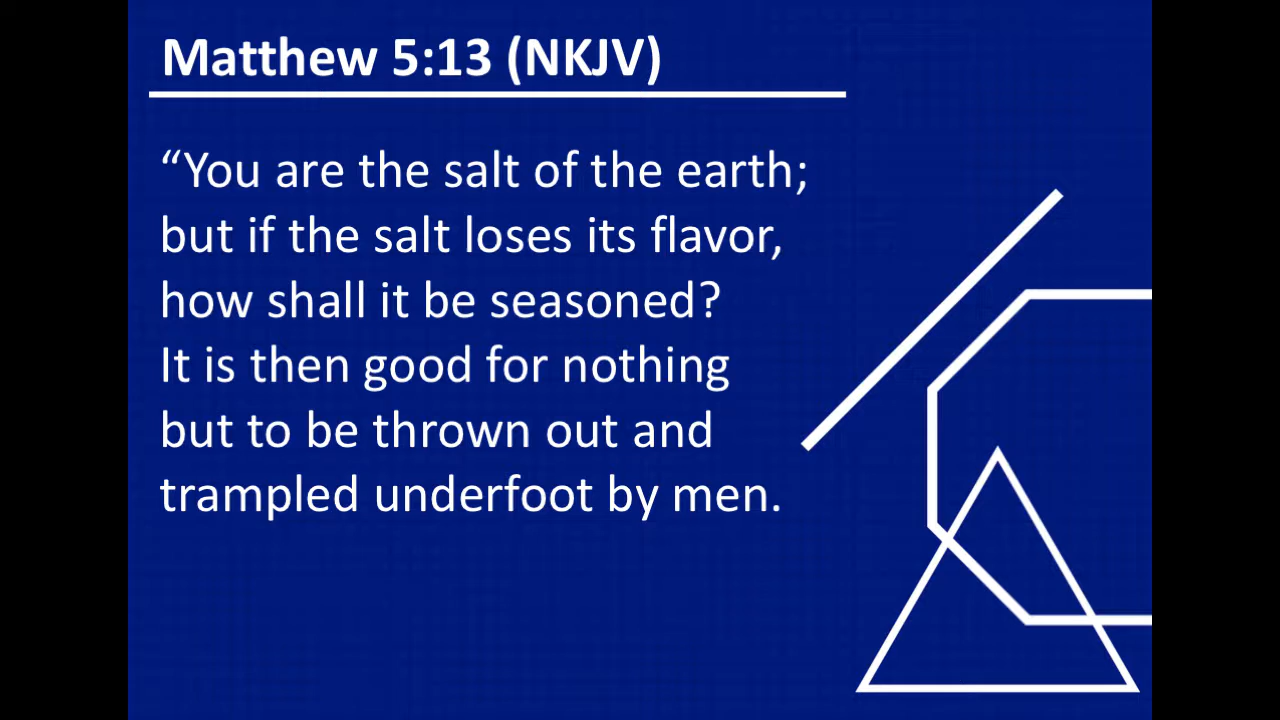 Matthew 5:13 (NKJV)
“You are the salt of the earth;
but if the salt loses its flavor,
how shall it be seasoned?
It is then good for nothing
but to be thrown out and
trampled underfoot by men.